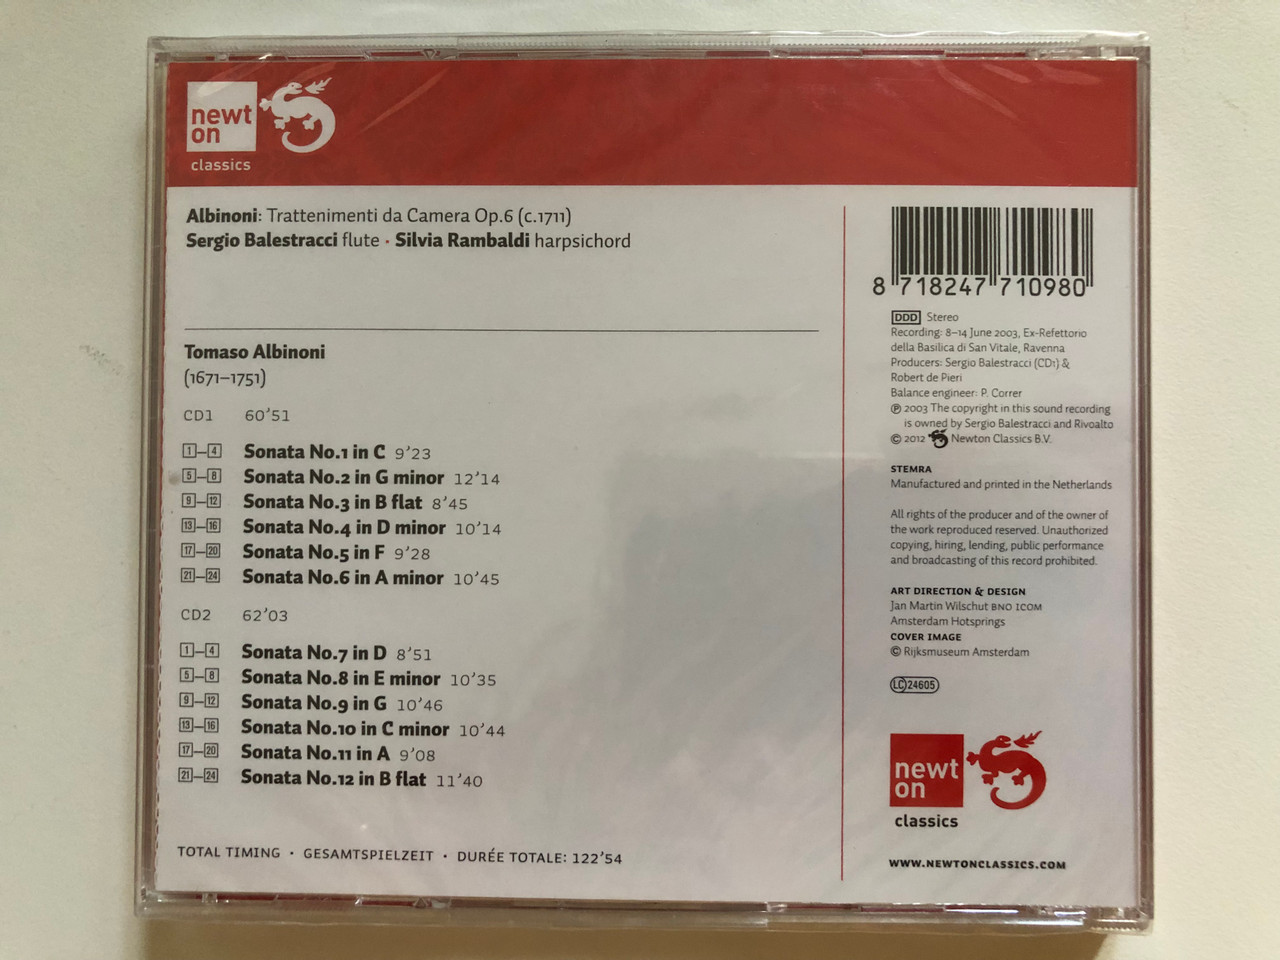 newt
on
classics
Albinoni: Trattenimenti da Camera Op.6 (c.1711)
Sergio Balestracci flute · Silvia Rambaldi harpsichord
Tomaso Albinoni
(1671–1751)
CD1 60'51
1–4 Sonata No.1 in C 9'23
5–8 Sonata No.2 in G minor 12'14
9–12 Sonata No.3 in B flat 8'45
13–16 Sonata No.4 in D minor 10'14
17–20 Sonata No.5 in F 9'28
21–24 Sonata No.6 in A minor 10'45
CD2 62'03
1–4 Sonata No.7 in D 8'51
5–8 Sonata No.8 in E minor 10'35
9–12 Sonata No.9 in G 10'46
13–16 Sonata No.10 in C minor 10'44
17–20 Sonata No.11 in A 9'08
21–24 Sonata No.12 in B flat 11'40
TOTAL TIMING · GESAMTSPIELZEIT · DURÉE TOTALE: 122'54
8 718247 710980
DDD Stereo
Recording: 8–14 June 2003, Ex-Refettorio
della Basilica di San Vitale, Ravenna
Producers: Sergio Balestracci (CD1) &
Robert de Pieri
Balance engineer: P. Correr
℗ 2003 The copyright in this sound recording
is owned by Sergio Balestracci and Rivoalto
© 2012 Newton Classics B.V.
STEMRA
Manufactured and printed in the Netherlands
All rights of the producer and of the owner of
the work reproduced reserved. Unauthorized
copying, hiring, lending, public performance
and broadcasting of this record prohibited.
ART DIRECTION & DESIGN
Jan Martin Wilschut BNO ICOM
Amsterdam Hotsprings
COVER IMAGE
© Rijksmuseum Amsterdam
LC 24605
newt
on
classics
WWW.NEWTONCLASSICS.COM